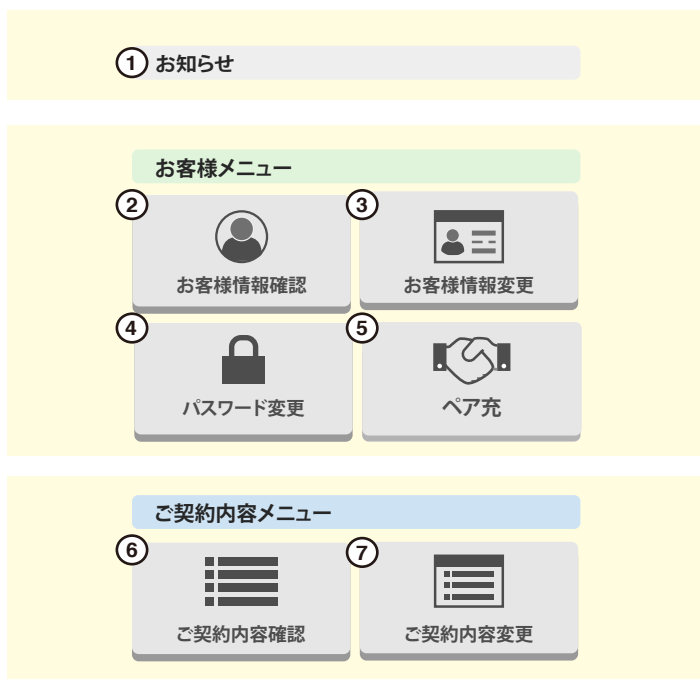 ① お知らせ
お客様メニュー
② ③
お客様情報確認 お客様情報変更
④ ⑤
パスワード変更 ペア充
ご契約内容メニュー
⑥ ⑦
ご契約内容確認 ご契約内容変更